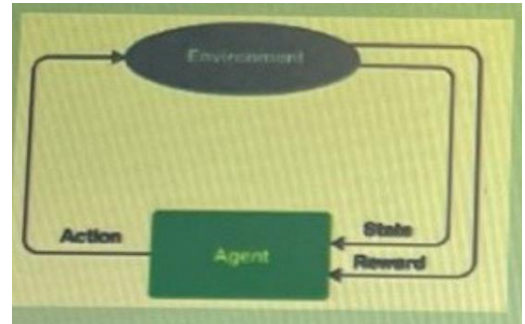 Environment
Action
State
Agent
Reward